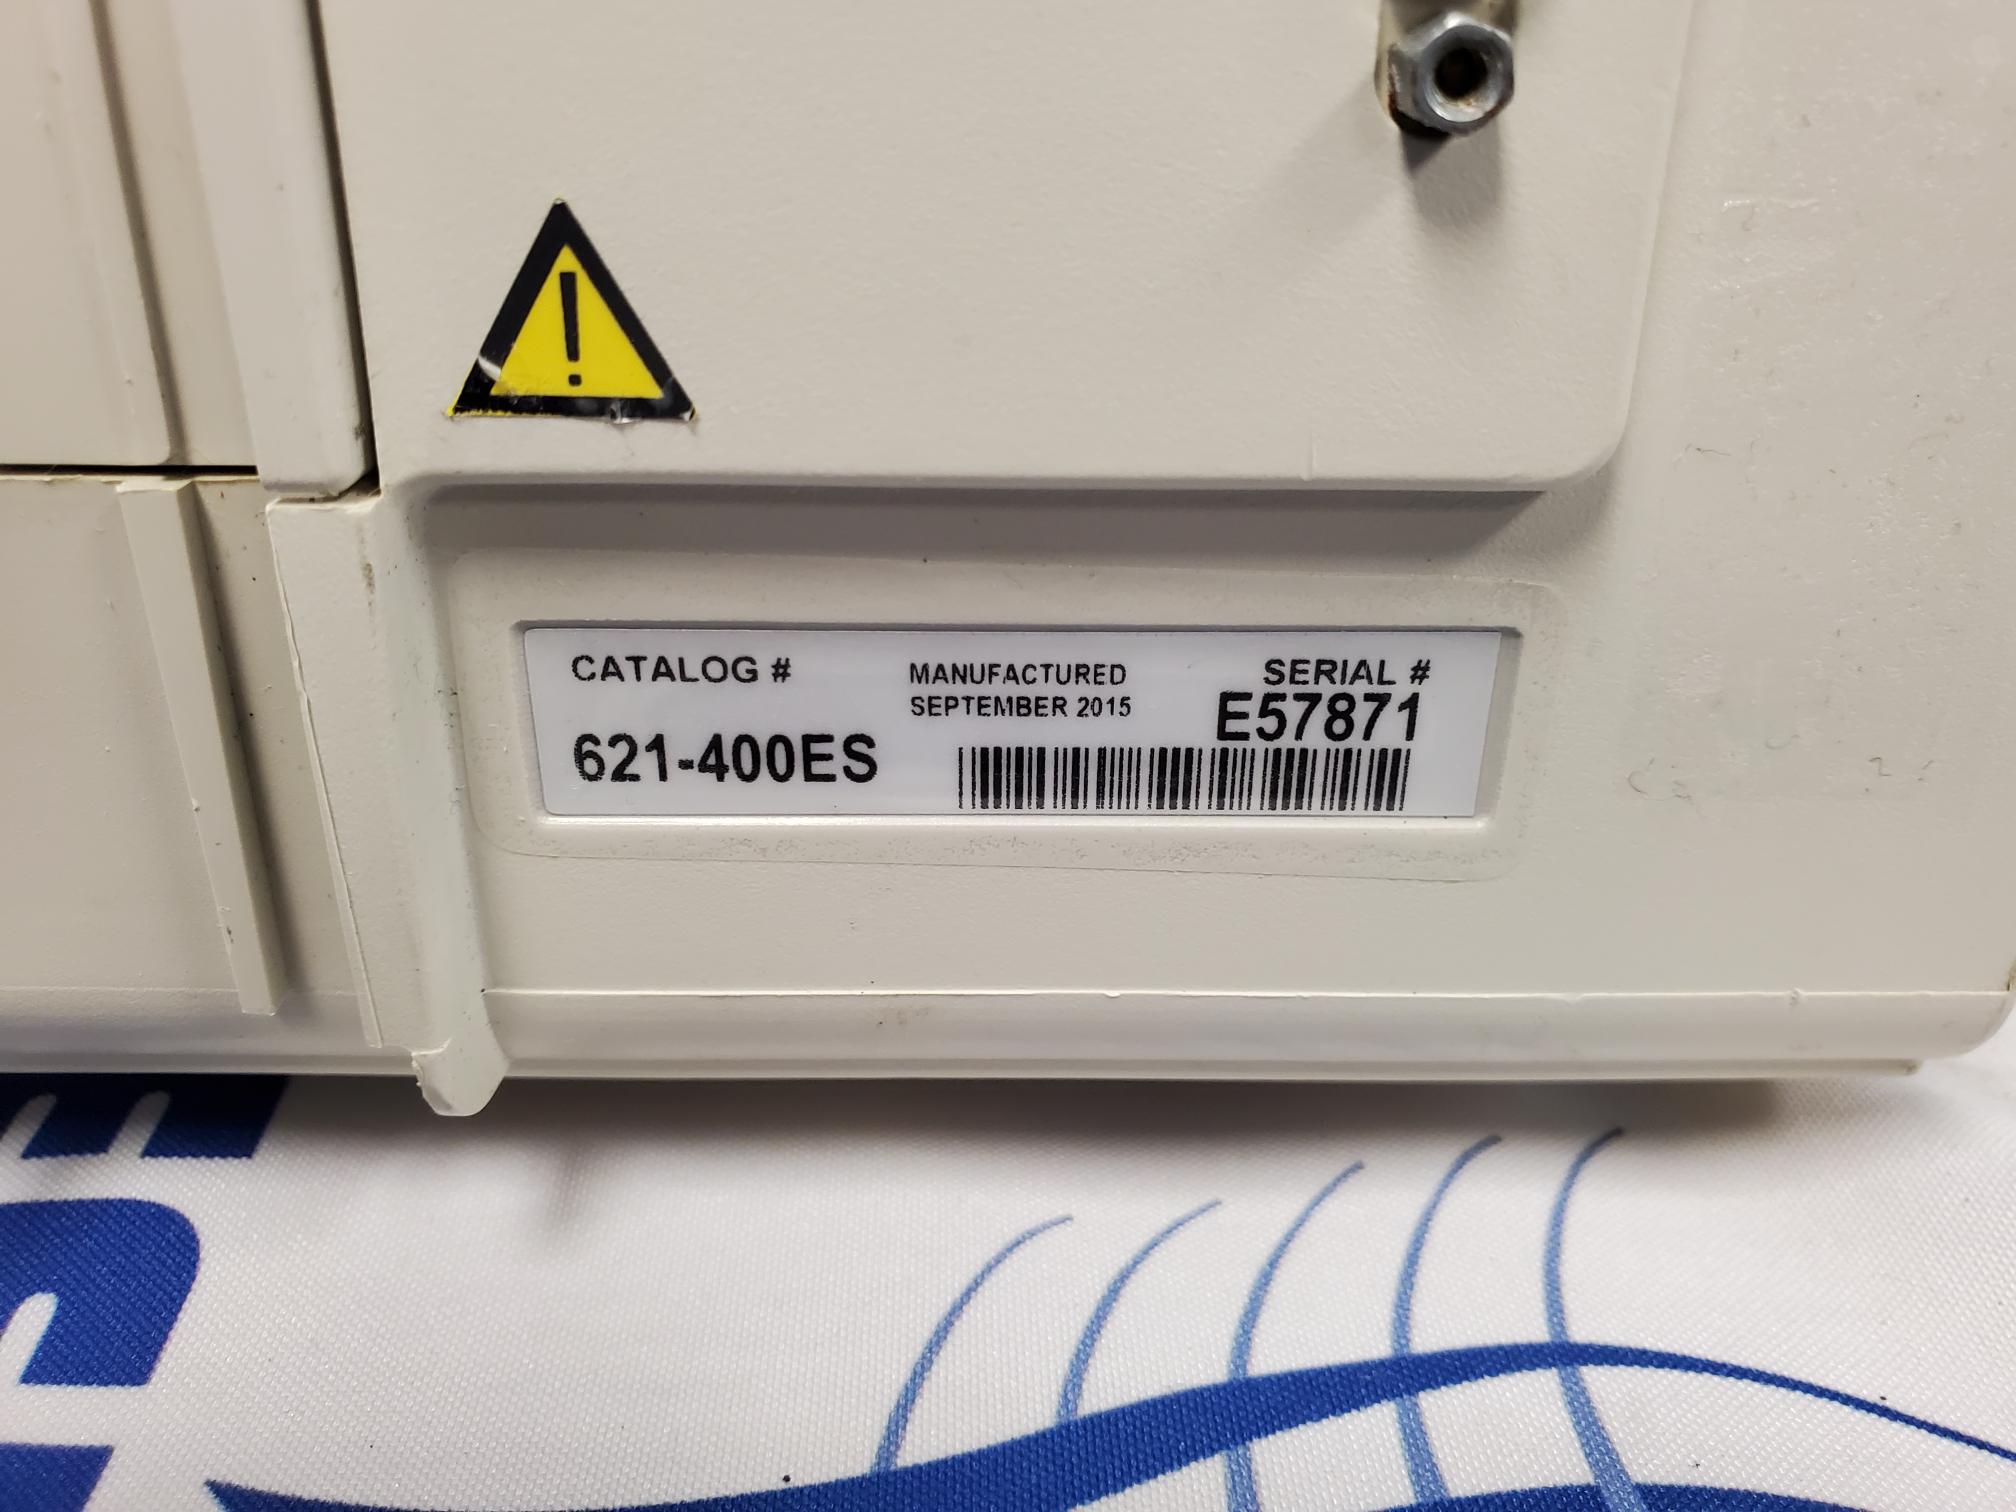 CATALOG #
621-400ES
MANUFACTURED
SEPTEMBER 2015
SERIAL #
E57871